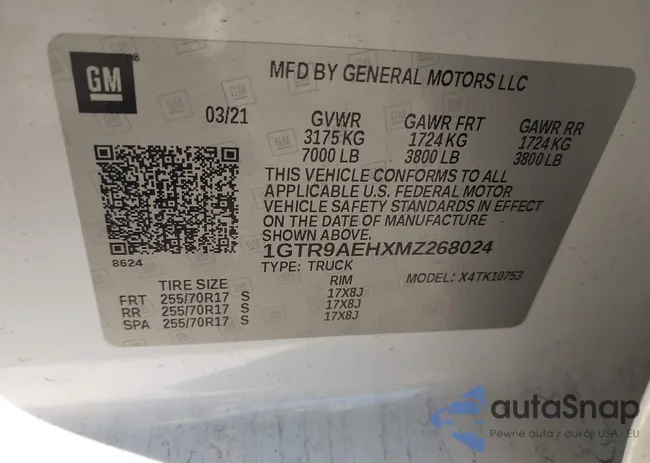 GM
MFD BY GENERAL MOTORS LLC
03/21
GVWR GAWR FRT GAWR RR
3175 KG 1724 KG 1724 KG
7000 LB 3800 LB 3800 LB
THIS VEHICLE CONFORMS TO ALL
APPLICABLE U.S. FEDERAL MOTOR
VEHICLE SAFETY STANDARDS IN EFFECT
ON THE DATE OF MANUFACTURE
SHOWN ABOVE.
1GTR9AEHXMZ268024
8624
TYPE: TRUCK MODEL: X4TK10753
TIRE SIZE RIM
FRT 255/70R17 S 17X8J
RR 255/70R17 S 17X8J
SPA 255/70R17 S 17X8J
autaSnap
Pewne auta z aukcji USA i EU